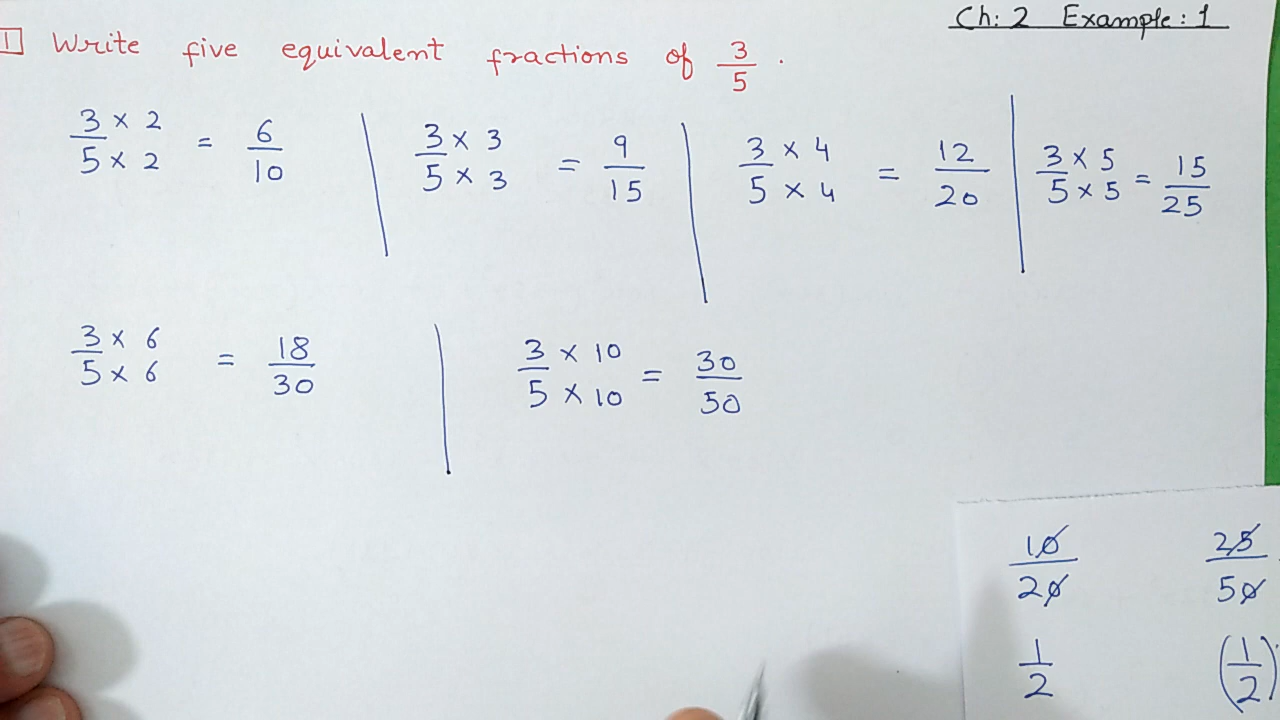 Ch: 2 Example: 1
1 Write five equivalent fractions of 3/5 .
3 × 2 / 5 × 2 = 6/10 | 3 × 3 / 5 × 3 = 9/15 | 3 × 4 / 5 × 4 = 12/20 | 3 × 5 / 5 × 5 = 15/25
3 × 6 / 5 × 6 = 18/30 | 3 × 10 / 5 × 10 = 30/50
10/20 25/50
1/2 (1/2)